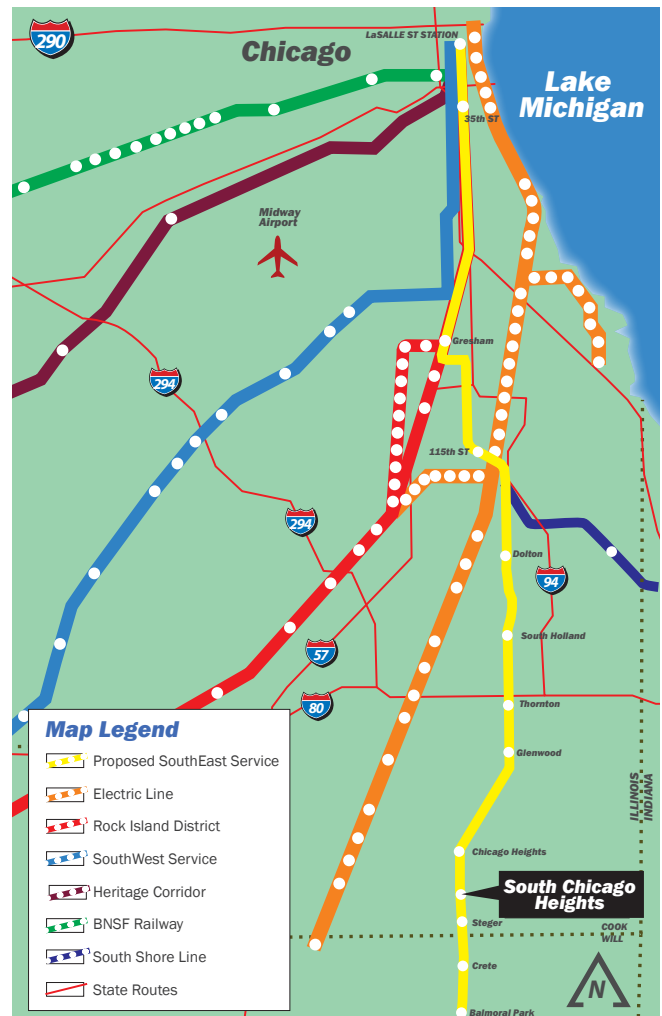 290
Chicago
LaSALLE ST STATION
Lake
Michigan
35th ST
Midway
Airport
Gresham
294
115th ST
294
Dolton
94
South Holland
57
80
Thornton
Glenwood
ILLINOIS
INDIANA
Chicago Heights
South Chicago
Heights
Steger
COOK
WILL
Crete
N
Balmoral Park
Map Legend
Proposed SouthEast Service
Electric Line
Rock Island District
SouthWest Service
Heritage Corridor
BNSF Railway
South Shore Line
State Routes